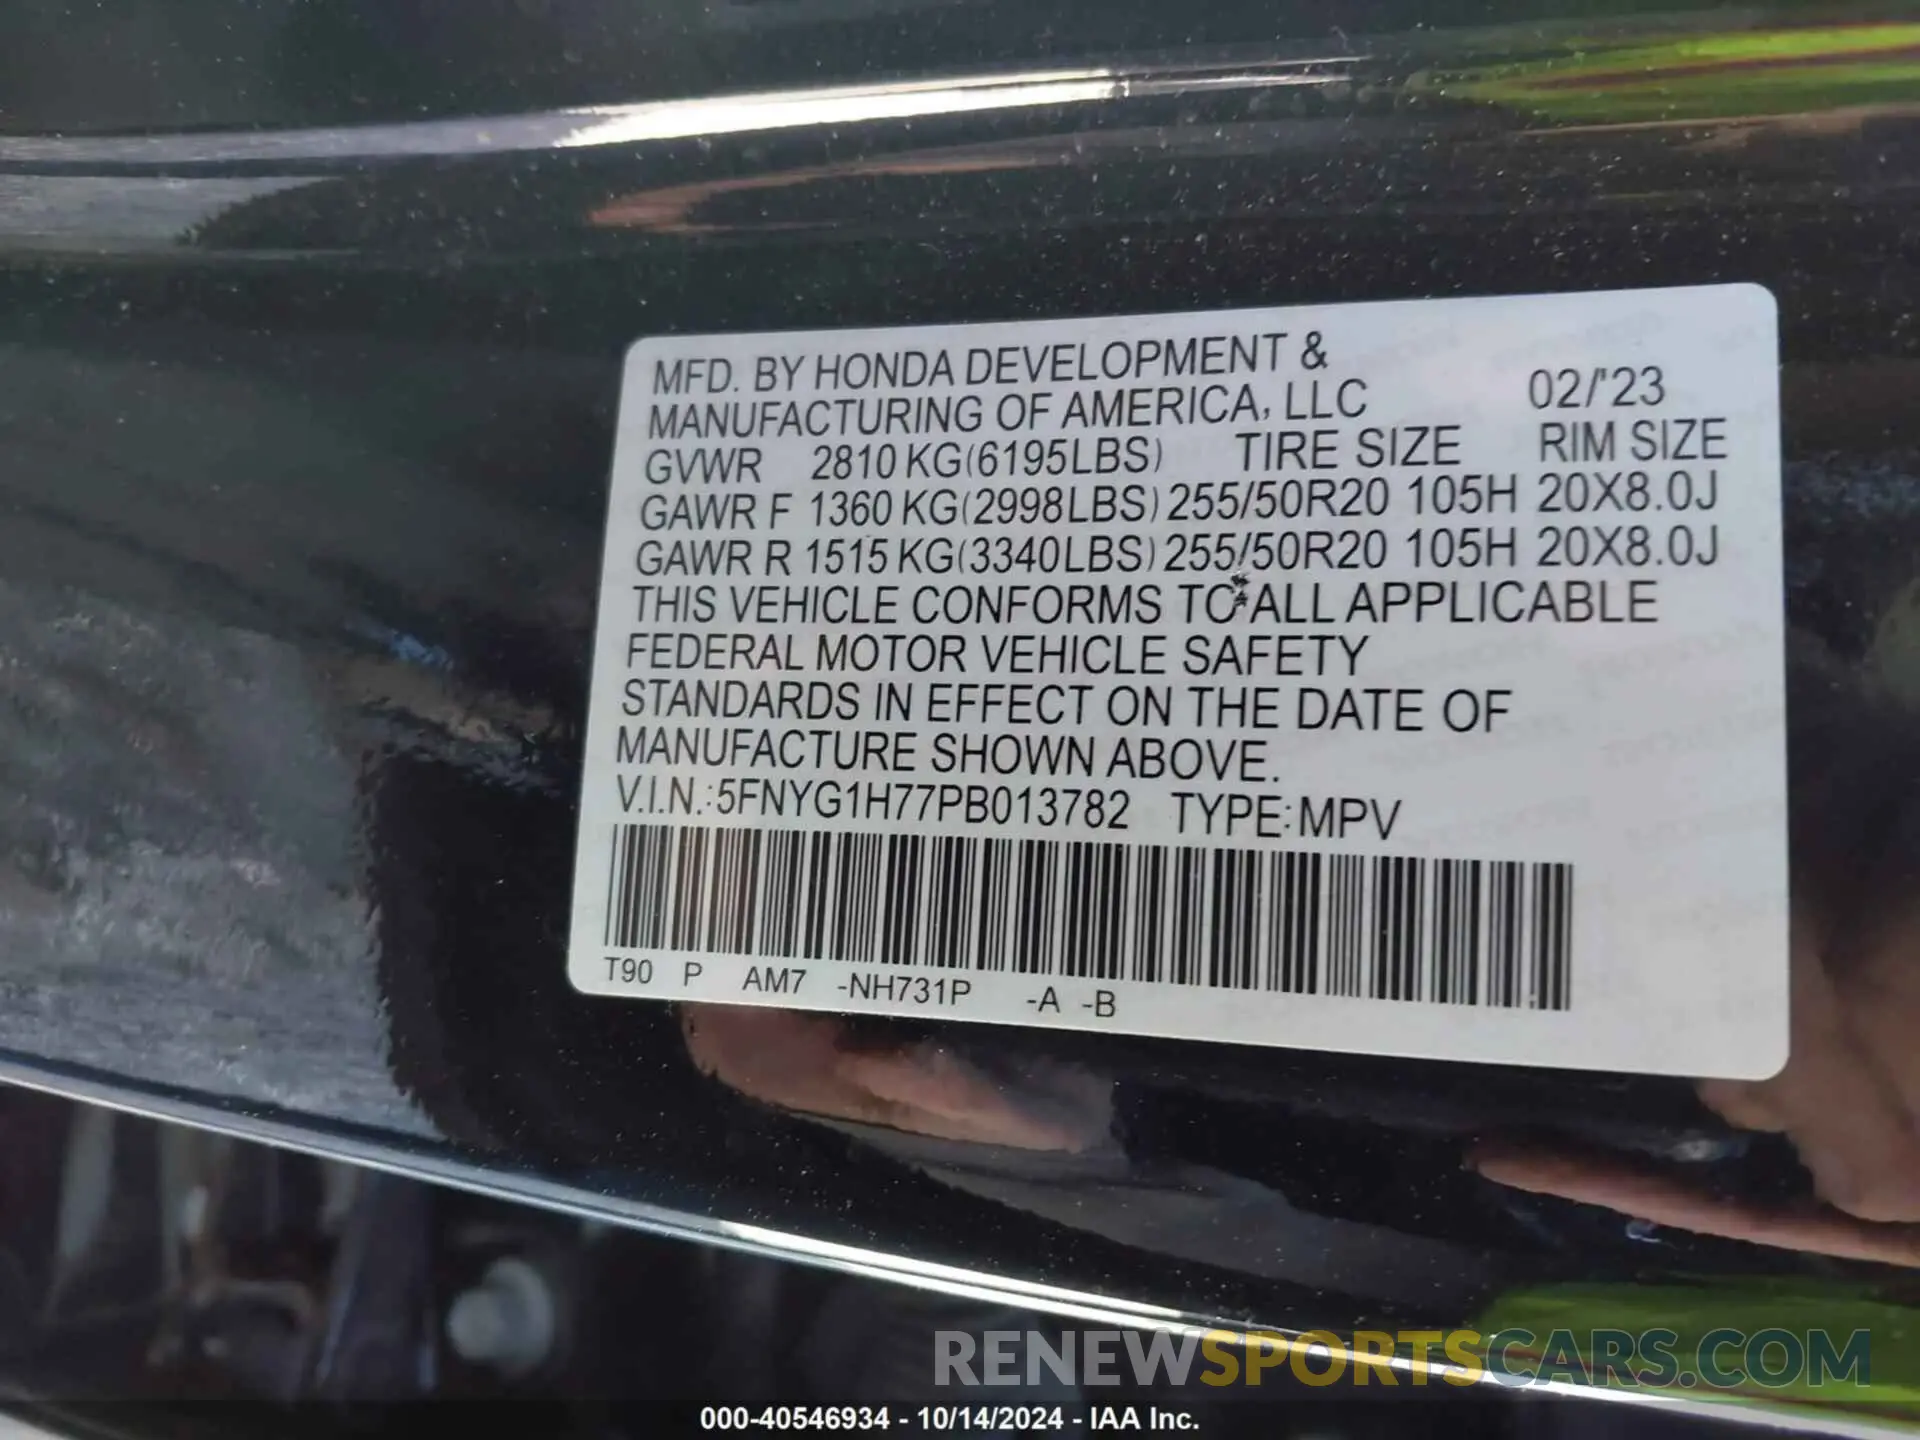 MFD. BY HONDA DEVELOPMENT &
MANUFACTURING OF AMERICA, LLC 02/'23
GVWR 2810 KG(6195LBS) TIRE SIZE RIM SIZE
GAWR F 1360 KG(2998LBS) 255/50R20 105H 20X8.0J
GAWR R 1515 KG(3340LBS) 255/50R20 105H 20X8.0J
THIS VEHICLE CONFORMS TO ALL APPLICABLE
FEDERAL MOTOR VEHICLE SAFETY
STANDARDS IN EFFECT ON THE DATE OF
MANUFACTURE SHOWN ABOVE.
V.I.N.:5FNYG1H77PB013782 TYPE:MPV
T90 P AM7 -NH731P -A -B
RENEWSPORTSCARS.COM
000-40546934 - 10/14/2024 - IAA Inc.